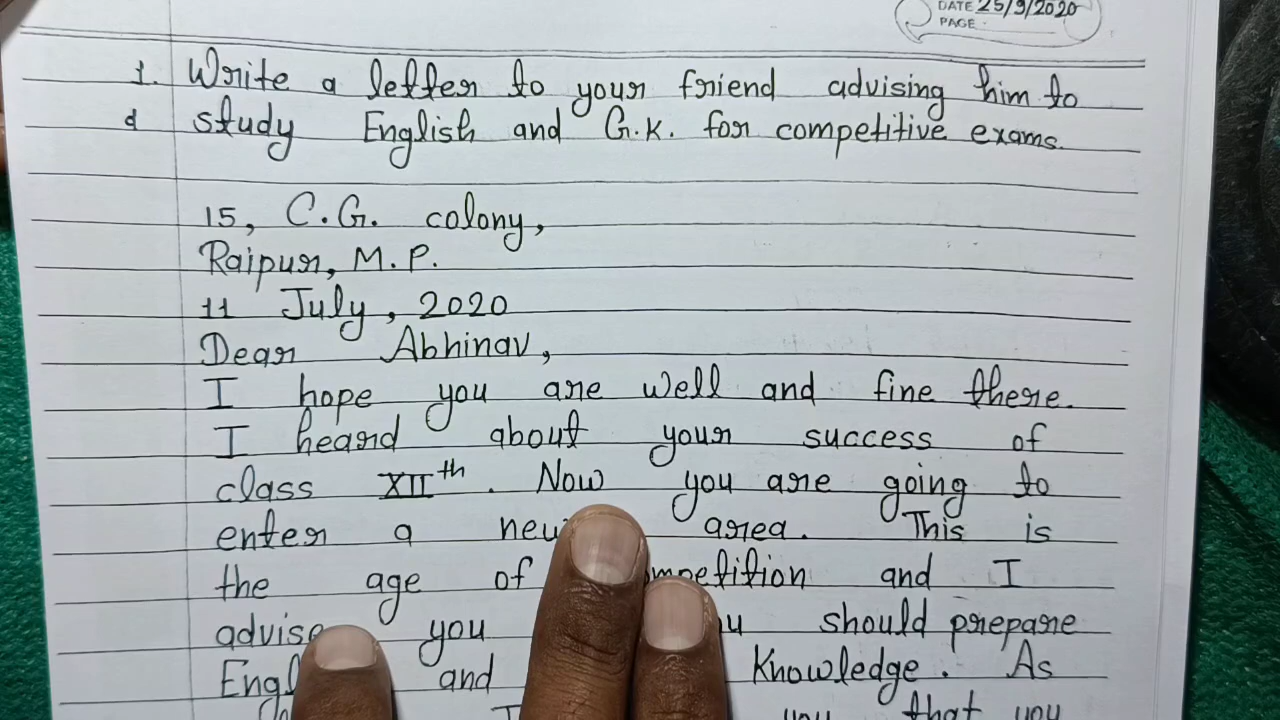 DATE 25/9/2020
PAGE
1. Write a letter to your friend advising him to
study English and G.K. for competitive exams.
15, C.G. colony,
Raipur, M.P.
11 July, 2020
Dear Abhinav,
I hope you are well and fine there.
I heard about your success of
class XIIth. Now you are going to
enter a area. This is
the age of and I
you should prepare
and Knowledge. As
you that you